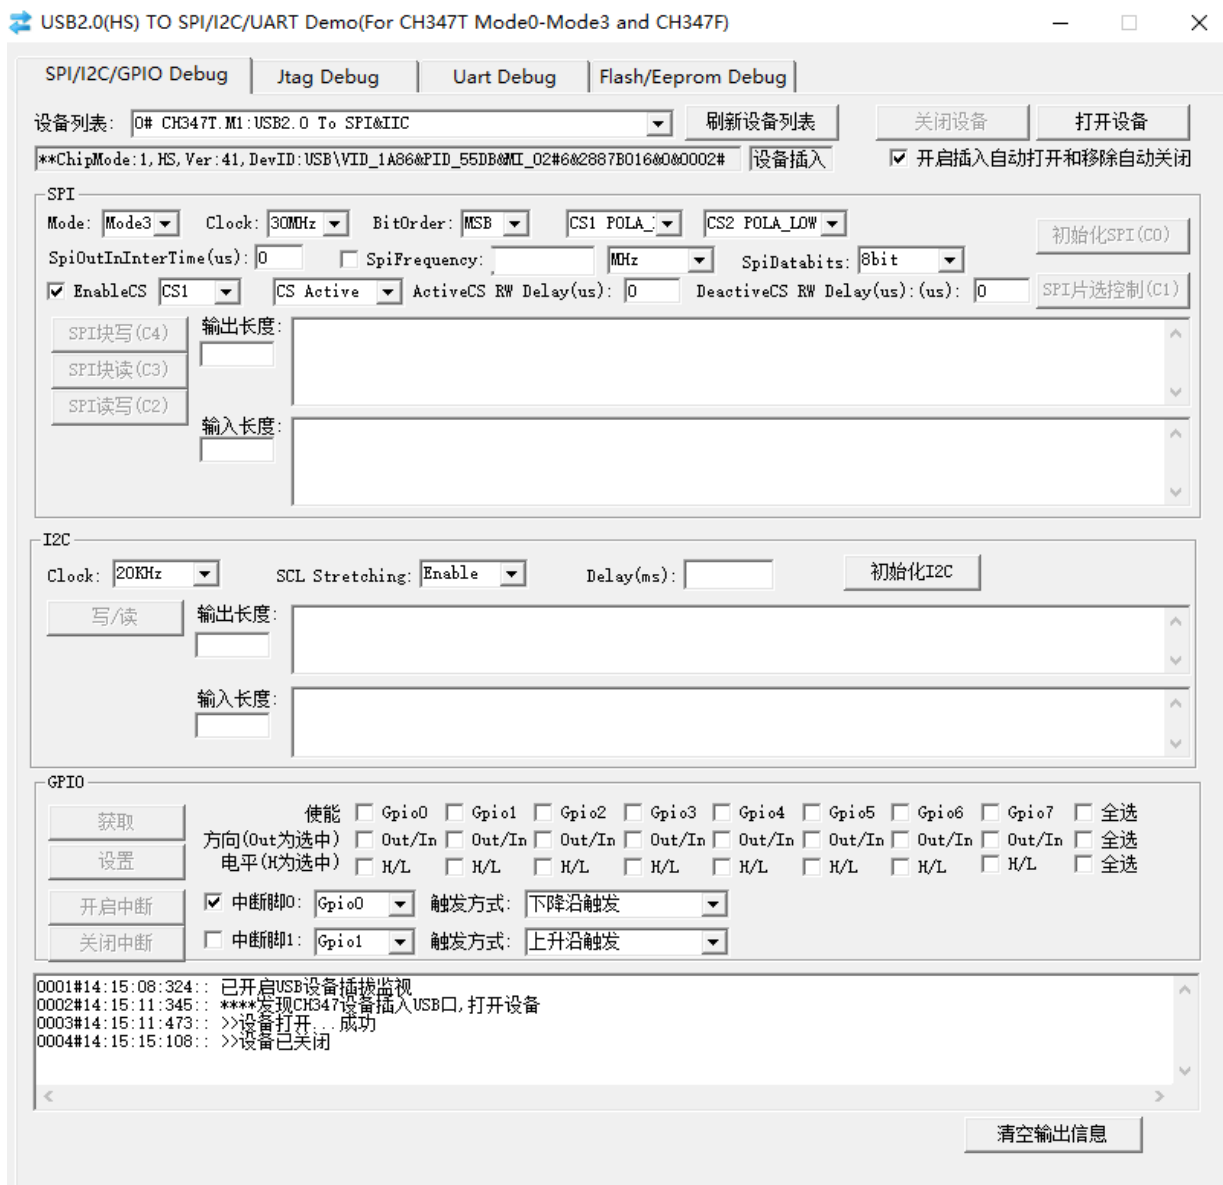 USB2.0(HS) TO SPI/I2C/UART Demo(For CH347T Mode0-Mode3 and CH347F)
SPI/I2C/GPIO Debug Jtag Debug Uart Debug Flash/Eeprom Debug
设备列表: 0# CH347T.M1:USB2.0 To SPI&IIC 刷新设备列表 关闭设备 打开设备
**ChipMode:1,HS,Ver:41,DevID:USB\VID_1A86&PID_55DB&MI_02#6&2887B016&0&0002# 设备插入 开启插入自动打开和移除自动关闭
SPI
Mode: Mode3 Clock: 30MHz BitOrder: MSB CS1 POLA_ CS2 POLA_LOW 初始化SPI(C0)
SpiOutInInterTime(us): 0 SpiFrequency: MHz SpiDatabits: 8bit
EnableCS CS1 CS Active ActiveCS RW Delay(us): 0 DeactiveCS RW Delay(us):(us): 0 SPI片选控制(C1)
SPI块写(C4) 输出长度:
SPI块读(C3)
SPI读写(C2)
输入长度:
I2C
Clock: 20KHz SCL Stretching: Enable Delay(ms): 初始化I2C
写/读 输出长度:
输入长度:
GPIO
获取 使能 Gpio0 Gpio1 Gpio2 Gpio3 Gpio4 Gpio5 Gpio6 Gpio7 全选
方向(Out为选中) Out/In Out/In Out/In Out/In Out/In Out/In Out/In Out/In 全选
设置 电平(H为选中) H/L H/L H/L H/L H/L H/L H/L H/L 全选
开启中断 中断脚0: Gpio0 触发方式: 下降沿触发
关闭中断 中断脚1: Gpio1 触发方式: 上升沿触发
0001#14:15:08:324:: 已开启USB设备插拔监视
0002#14:15:11:345:: ****发现CH347设备插入USB口,打开设备
0003#14:15:11:473:: >>设备打开...成功
0004#14:15:15:108:: >>设备已关闭
清空输出信息